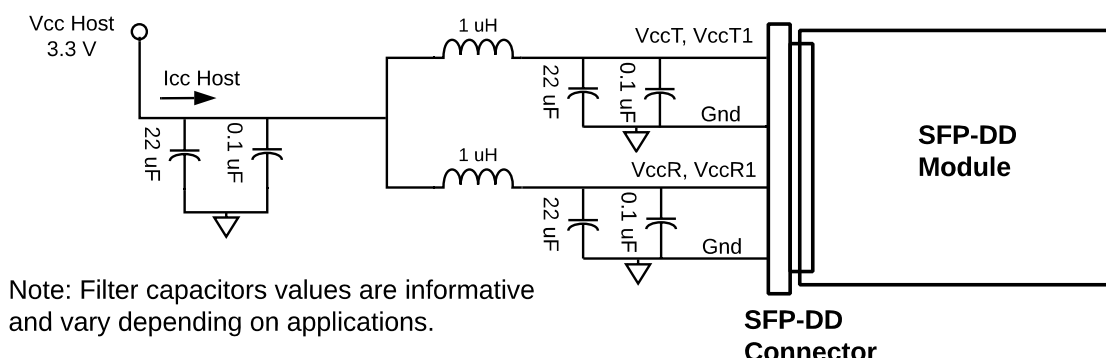 Vcc Host
3.3 V
Icc Host
22 uF
0.1 uF
1 uH
VccT, VccT1
22 uF
0.1 uF
Gnd
1 uH
VccR, VccR1
22 uF
0.1 uF
Gnd
SFP-DD
Module
Note: Filter capacitors values are informative
and vary depending on applications.
SFP-DD
Connector